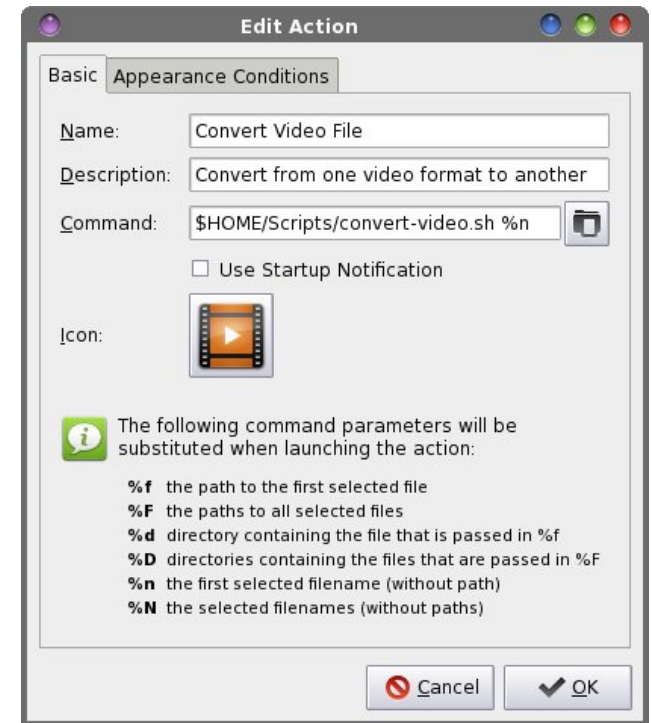 Edit Action
Basic
Appearance Conditions
Name:
Convert Video File
Description:
Convert from one video format to another
Command:
$HOME/Scripts/convert-video.sh %n
Use Startup Notification
Icon:
The following command parameters will be
substituted when launching the action:
%f the path to the first selected file
%F the paths to all selected files
%d directory containing the file that is passed in %f
%D directories containing the files that are passed in %F
%n the first selected filename (without path)
%N the selected filenames (without paths)
Cancel
OK